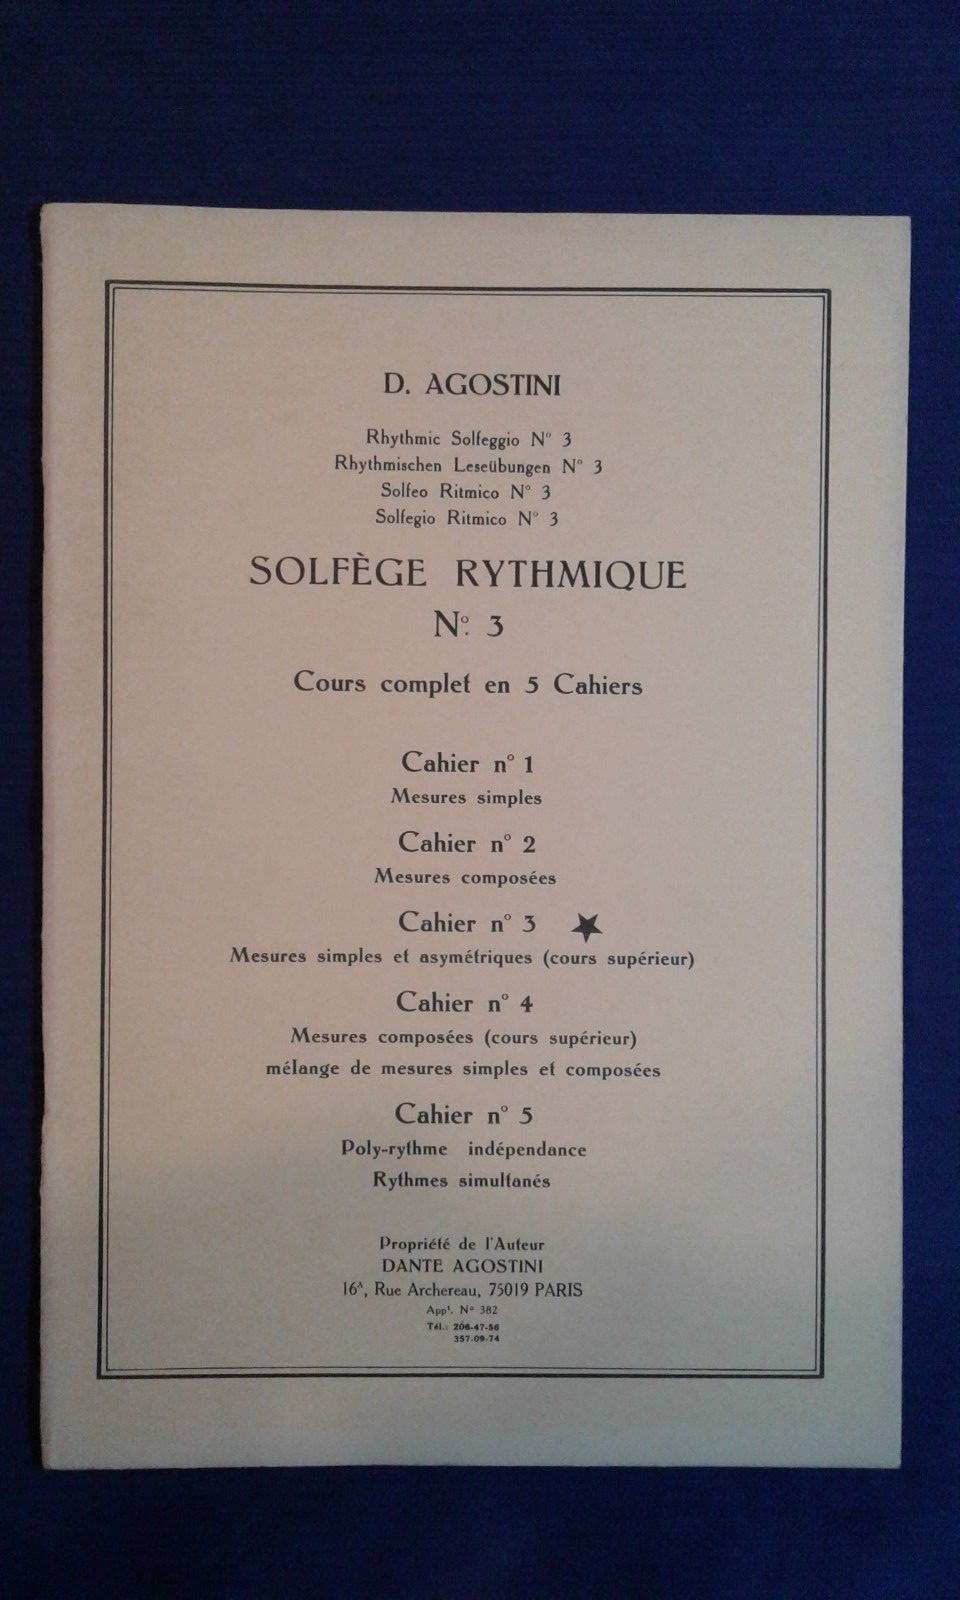 D. AGOSTINI
Rhythmic Solfeggio N° 3
Rhythmischen Leseübungen N° 3
Solfeo Ritmico N° 3
Solfegio Ritmico N° 3
SOLFÈGE RYTHMIQUE
N° 3
Cours complet en 5 Cahiers
Cahier n° 1
Mesures simples
Cahier n° 2
Mesures composées
Cahier n° 3 ★
Mesures simples et asymétriques (cours supérieur)
Cahier n° 4
Mesures composées (cours supérieur)
mélange de mesures simples et composées
Cahier n° 5
Poly-rythme indépendance
Rythmes simultanés
Propriété de l'Auteur
DANTE AGOSTINI
16ᴬ, Rue Archereau, 75019 PARIS
Appᵗ. N° 382
Tél.: 206-47-56
357-09-74